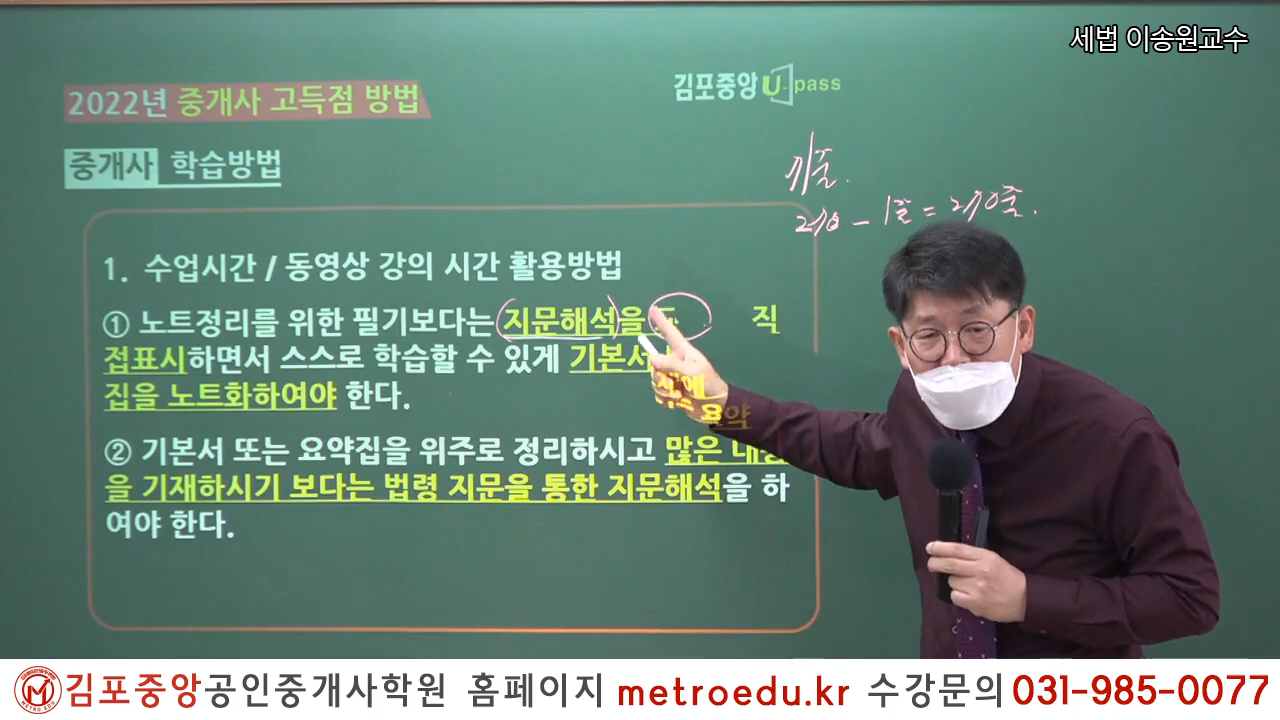 세법 이송원교수
김포중앙 U-pass
2022년 중개사 고득점 방법
중개사 학습방법
1. 수업시간 / 동영상 강의 시간 활용방법
① 노트정리를 위한 필기보다는 지문해석을 직
접표시하면서 스스로 학습할 수 있게 기본서
집을 노트화하여야 한다.
② 기본서 또는 요약집을 위주로 정리하시고 많은
을 기재하시기 보다는 법령 지문을 통한 지문해석을 하
여야 한다.
METRO EDU
김포중앙공인중개사학원 홈페이지 metroedu.kr 수강문의 031-985-0077